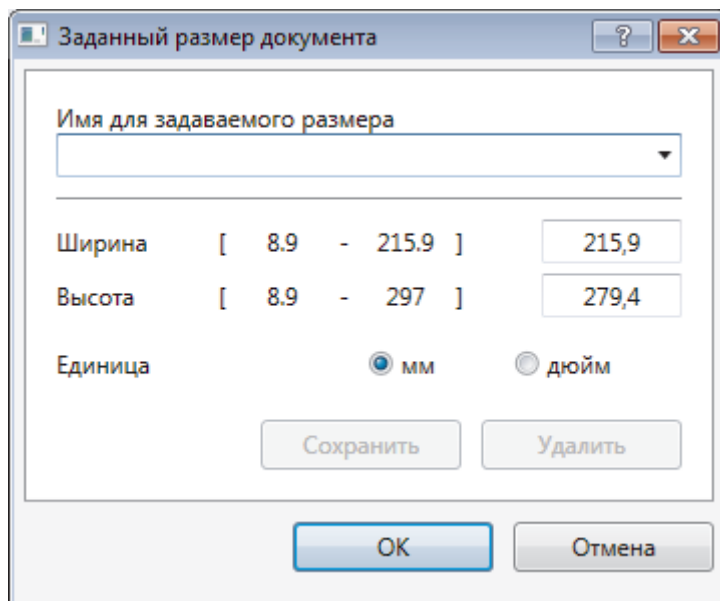 Заданный размер документа
Имя для задаваемого размера
Ширина [ 8.9 - 215.9 ] 215,9
Высота [ 8.9 - 297 ] 279,4
Единица мм дюйм
Сохранить Удалить
OK Отмена